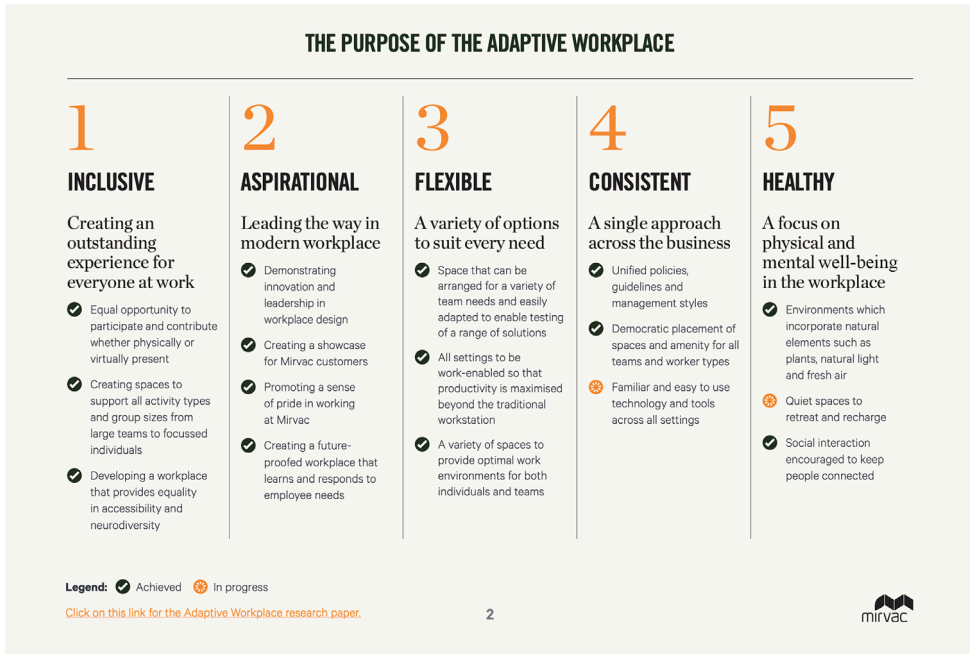 THE PURPOSE OF THE ADAPTIVE WORKPLACE
1
INCLUSIVE
Creating an
outstanding
experience for
everyone at work
Equal opportunity to
participate and contribute
whether physically or
virtually present
Creating spaces to
support all activity types
and group sizes from
large teams to focussed
individuals
Developing a workplace
that provides equality
in accessibility and
neurodiversity
2
ASPIRATIONAL
Leading the way in
modern workplace
Demonstrating
innovation and
leadership in
workplace design
Creating a showcase
for Mirvac customers
Promoting a sense
of pride in working
at Mirvac
Creating a future-
proofed workplace that
learns and responds to
employee needs
3
FLEXIBLE
A variety of options
to suit every need
Space that can be
arranged for a variety of
team needs and easily
adapted to enable testing
of a range of solutions
All settings to be
work-enabled so that
productivity is maximised
beyond the traditional
workstation
A variety of spaces to
provide optimal work
environments for both
individuals and teams
4
CONSISTENT
A single approach
across the business
Unified policies,
guidelines and
management styles
Democratic placement of
spaces and amenity for all
teams and worker types
Familiar and easy to use
technology and tools
across all settings
5
HEALTHY
A focus on
physical and
mental well-being
in the workplace
Environments which
incorporate natural
elements such as
plants, natural light
and fresh air
Quiet spaces to
retreat and recharge
Social interaction
encouraged to keep
people connected
Legend: Achieved In progress
Click on this link for the Adaptive Workplace research paper.
2
mirvac